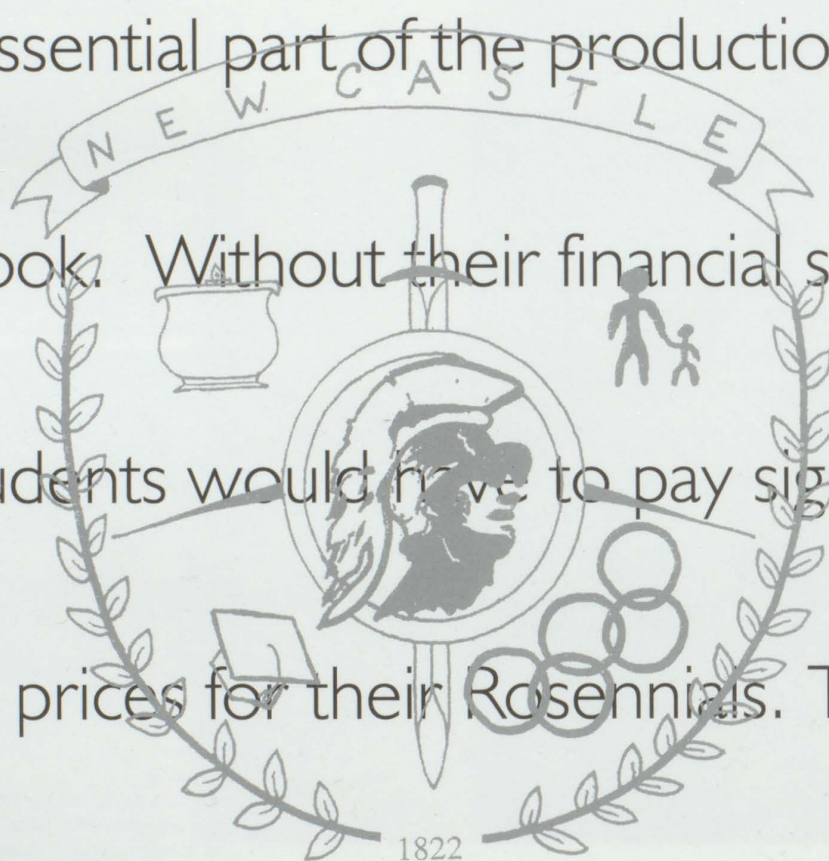 ssential part of the productio
NEW CASTLE
ook. Without their financial s
udents would have to pay sig
prices for their Rosennials. T
1822